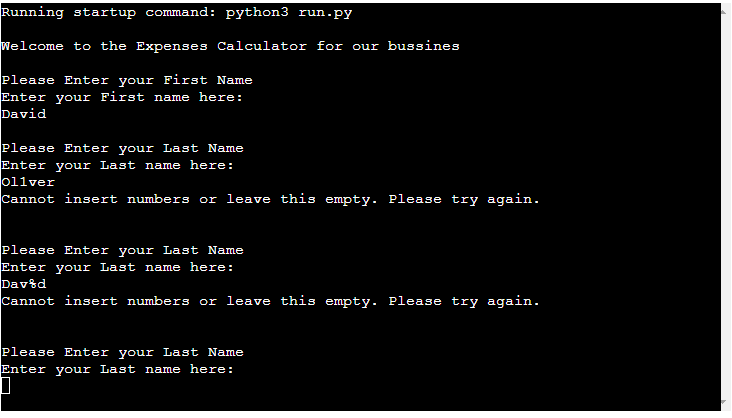 Running startup command: python3 run.py
Welcome to the Expenses Calculator for our bussines
Please Enter your First Name
Enter your First name here:
David
Please Enter your Last Name
Enter your Last name here:
Ol1ver
Cannot insert numbers or leave this empty. Please try again.
Please Enter your Last Name
Enter your Last name here:
Dav%d
Cannot insert numbers or leave this empty. Please try again.
Please Enter your Last Name
Enter your Last name here: